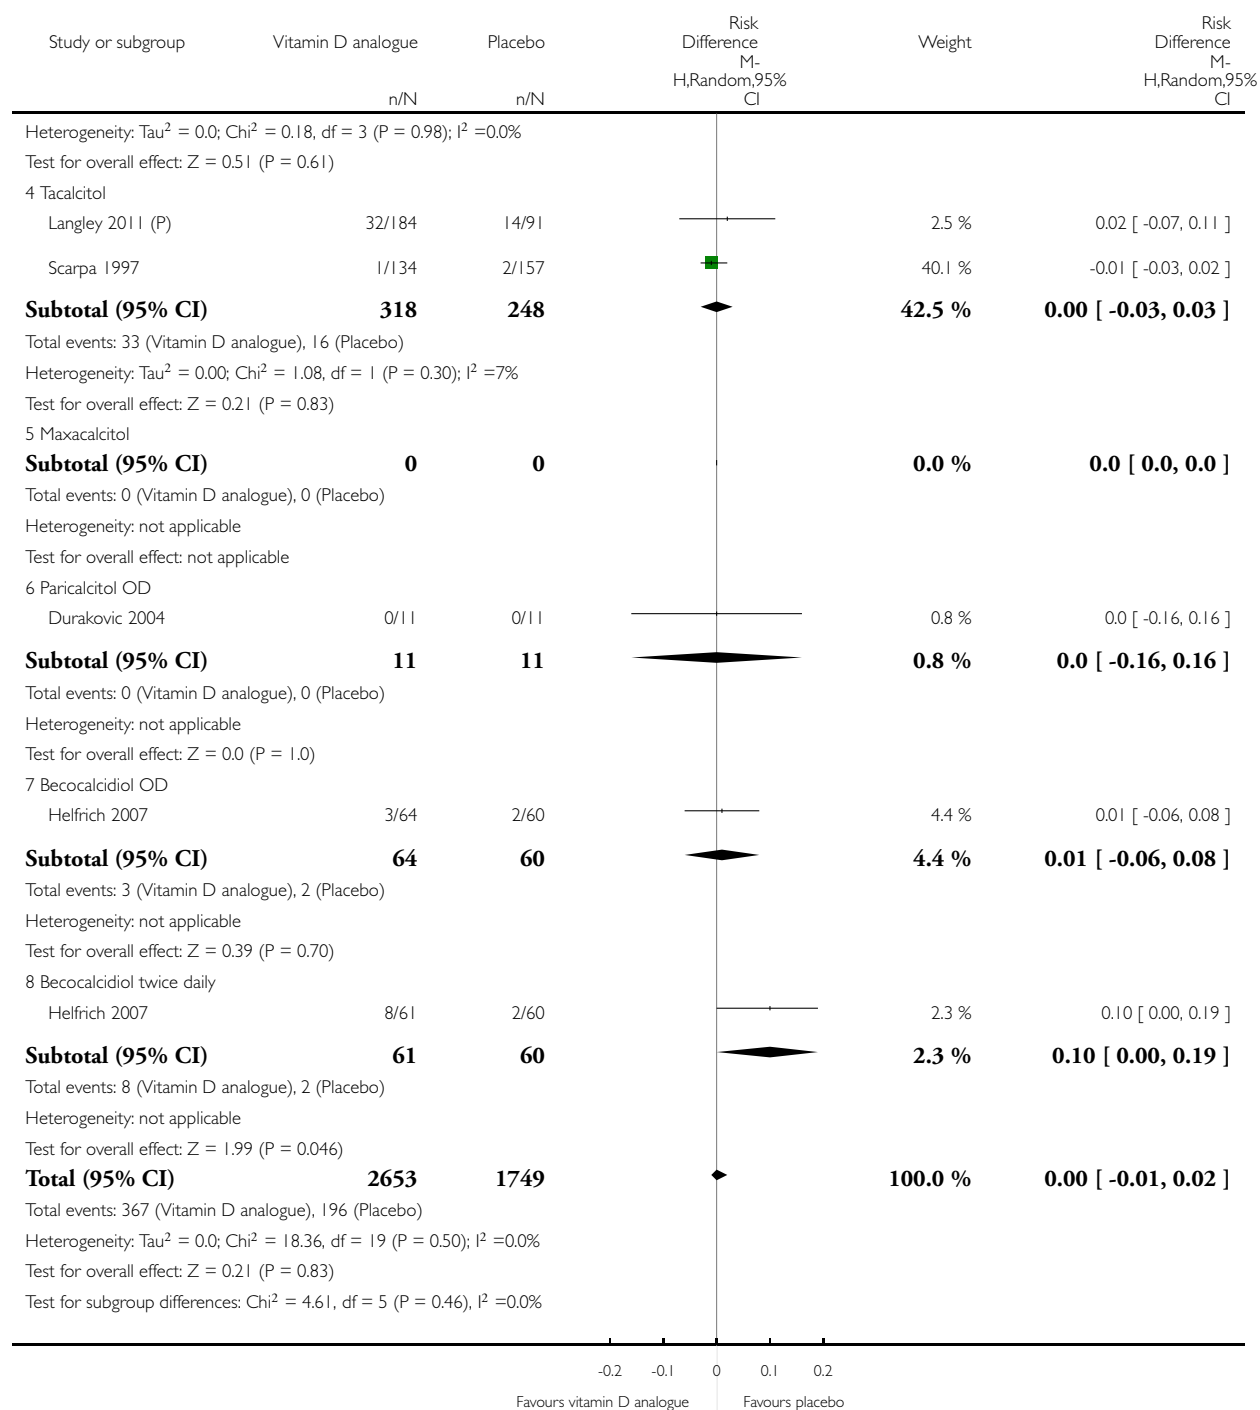 Study or subgroup Vitamin D analogue Placebo Risk Difference Weight Risk Difference
n/N n/N M-H,Random,95% CI M-H,Random,95% CI
Heterogeneity: Tau² = 0.0; Chi² = 0.18, df = 3 (P = 0.98); I² =0.0%
Test for overall effect: Z = 0.51 (P = 0.61)
4 Tacalcitol
Langley 2011 (P) 32/184 14/91 2.5 % 0.02 [ -0.07, 0.11 ]
Scarpa 1997 1/134 2/157 40.1 % -0.01 [ -0.03, 0.02 ]
Subtotal (95% CI) 318 248 42.5 % 0.00 [ -0.03, 0.03 ]
Total events: 33 (Vitamin D analogue), 16 (Placebo)
Heterogeneity: Tau² = 0.00; Chi² = 1.08, df = 1 (P = 0.30); I² =7%
Test for overall effect: Z = 0.21 (P = 0.83)
5 Maxacalcitol
Subtotal (95% CI) 0 0 0.0 % 0.0 [ 0.0, 0.0 ]
Total events: 0 (Vitamin D analogue), 0 (Placebo)
Heterogeneity: not applicable
Test for overall effect: not applicable
6 Paricalcitol OD
Durakovic 2004 0/11 0/11 0.8 % 0.0 [ -0.16, 0.16 ]
Subtotal (95% CI) 11 11 0.8 % 0.0 [ -0.16, 0.16 ]
Total events: 0 (Vitamin D analogue), 0 (Placebo)
Heterogeneity: not applicable
Test for overall effect: Z = 0.0 (P = 1.0)
7 Becocalcidiol OD
Helfrich 2007 3/64 2/60 4.4 % 0.01 [ -0.06, 0.08 ]
Subtotal (95% CI) 64 60 4.4 % 0.01 [ -0.06, 0.08 ]
Total events: 3 (Vitamin D analogue), 2 (Placebo)
Heterogeneity: not applicable
Test for overall effect: Z = 0.39 (P = 0.70)
8 Becocalcidiol twice daily
Helfrich 2007 8/61 2/60 2.3 % 0.10 [ 0.00, 0.19 ]
Subtotal (95% CI) 61 60 2.3 % 0.10 [ 0.00, 0.19 ]
Total events: 8 (Vitamin D analogue), 2 (Placebo)
Heterogeneity: not applicable
Test for overall effect: Z = 1.99 (P = 0.046)
Total (95% CI) 2653 1749 100.0 % 0.00 [ -0.01, 0.02 ]
Total events: 367 (Vitamin D analogue), 196 (Placebo)
Heterogeneity: Tau² = 0.0; Chi² = 18.36, df = 19 (P = 0.50); I² =0.0%
Test for overall effect: Z = 0.21 (P = 0.83)
Test for subgroup differences: Chi² = 4.61, df = 5 (P = 0.46), I² =0.0%
-0.2 -0.1 0 0.1 0.2
Favours vitamin D analogue Favours placebo